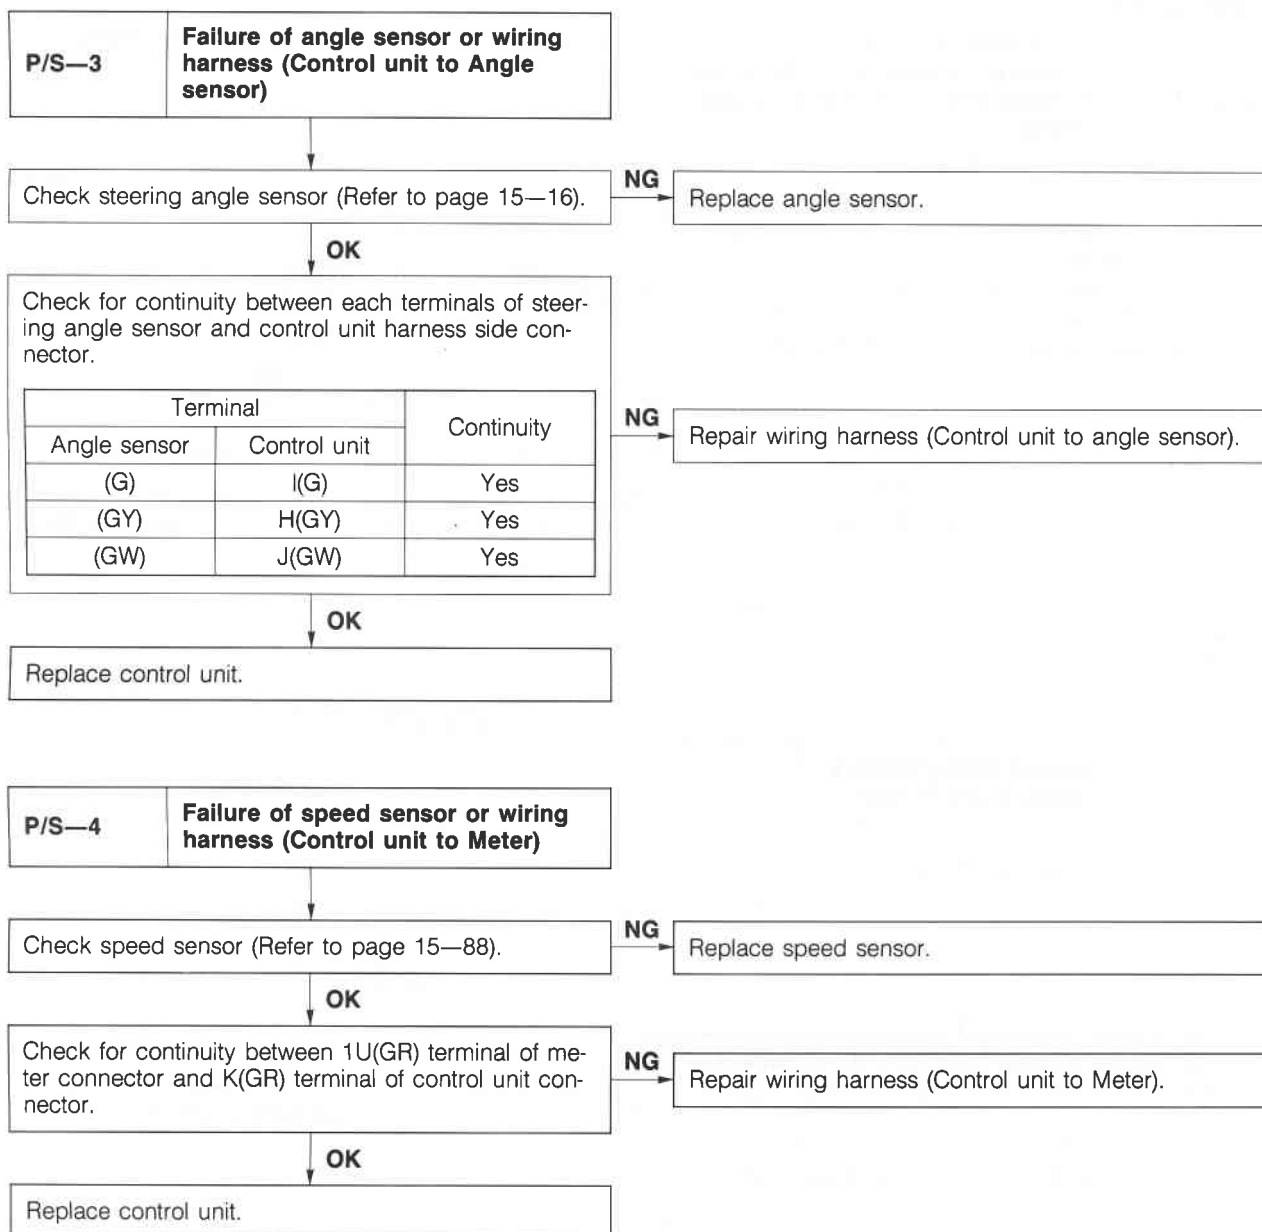 P/S—3
Failure of angle sensor or wiring
harness (Control unit to Angle
sensor)
Check steering angle sensor (Refer to page 15—16).
NG
Replace angle sensor.
OK
Check for continuity between each terminals of steer-
ing angle sensor and control unit harness side con-
nector.
Terminal
Continuity
Angle sensor
Control unit
(G)
I(G)
Yes
(GY)
H(GY)
Yes
(GW)
J(GW)
Yes
NG
Repair wiring harness (Control unit to angle sensor).
OK
Replace control unit.
P/S—4
Failure of speed sensor or wiring
harness (Control unit to Meter)
Check speed sensor (Refer to page 15—88).
NG
Replace speed sensor.
OK
Check for continuity between 1U(GR) terminal of me-
ter connector and K(GR) terminal of control unit con-
nector.
NG
Repair wiring harness (Control unit to Meter).
OK
Replace control unit.